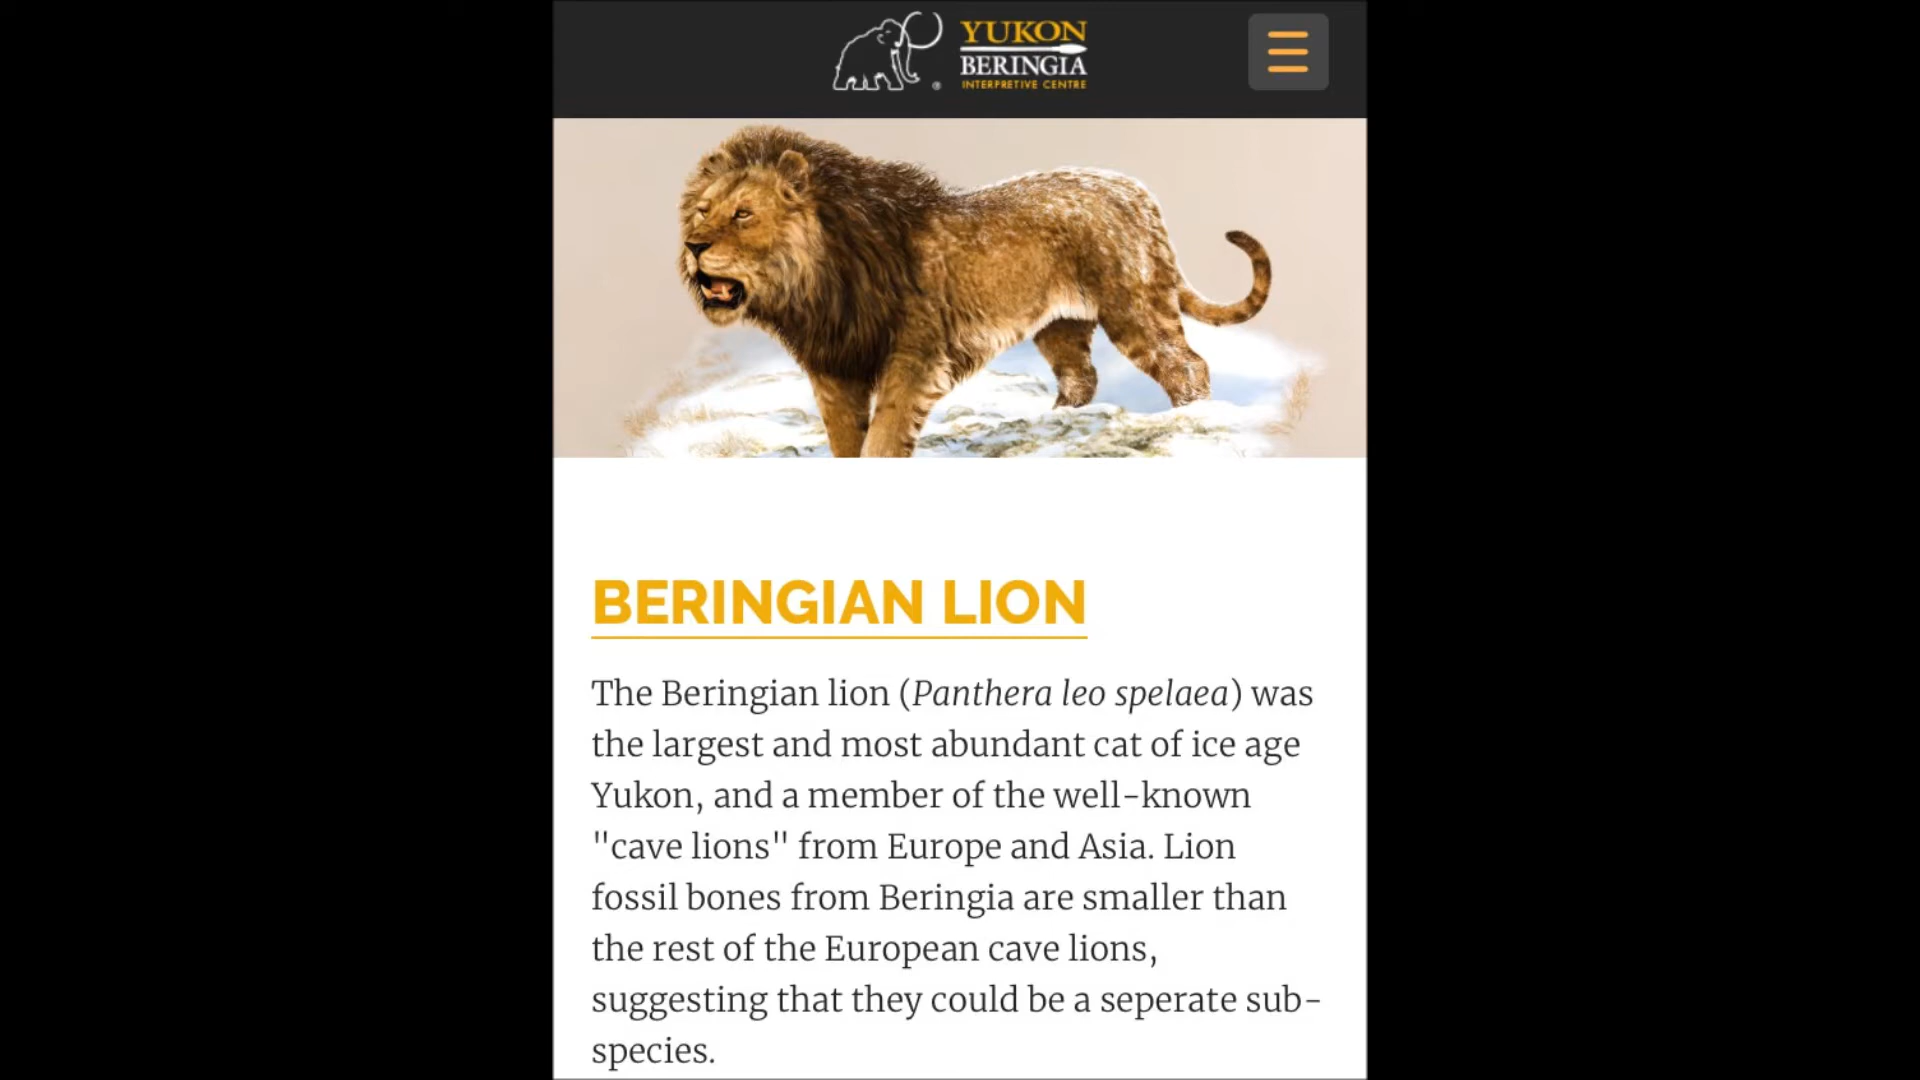 YUKON
BERINGIA
INTERPRETIVE CENTRE
®
BERINGIAN LION
The Beringian lion (Panthera leo spelaea) was
the largest and most abundant cat of ice age
Yukon, and a member of the well-known
"cave lions" from Europe and Asia. Lion
fossil bones from Beringia are smaller than
the rest of the European cave lions,
suggesting that they could be a seperate sub-
species.